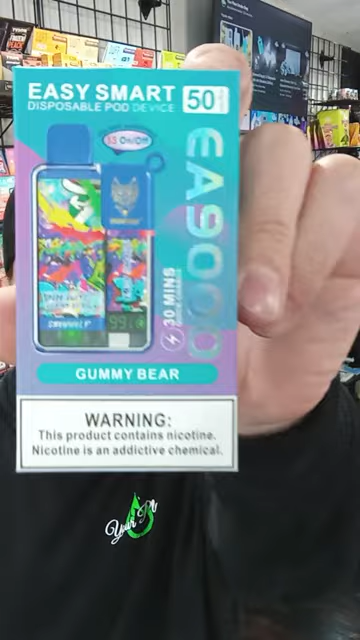 EASY SMART
DISPOSABLE POD DEVICE
50
EA9000
30 MINS
GUMMY BEAR
WARNING:
This product contains nicotine.
Nicotine is an addictive chemical.
Your